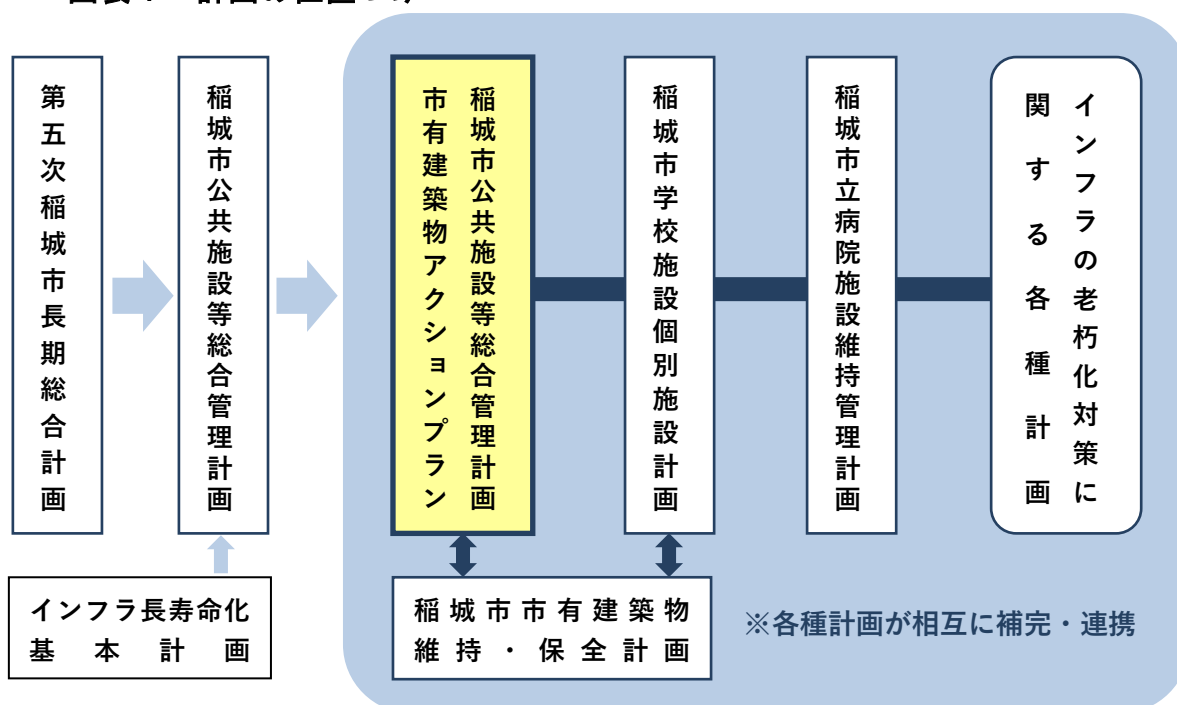 第五次稲城市長期総合計画
稲城市公共施設等総合管理計画
稲城市公共施設等総合管理計画
市有建築物アクションプラン
稲城市学校施設個別施設計画
稲城市立病院施設維持管理計画
インフラの老朽化対策に
関する各種計画
インフラ長寿命化
基本計画
稲城市市有建築物
維持・保全計画
※各種計画が相互に補完・連携